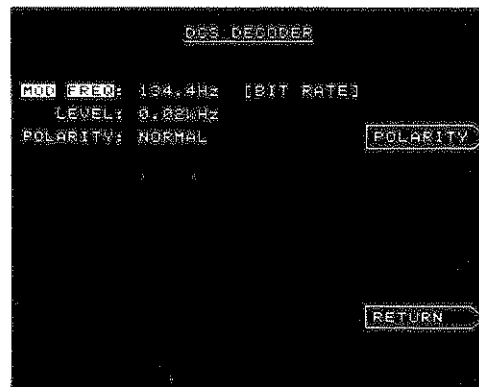 DCS DECODER
MOD FREQ: 134.4Hz [BIT RATE]
LEVEL: 0.02kHz
POLARITY: NORMAL
POLARITY
RETURN